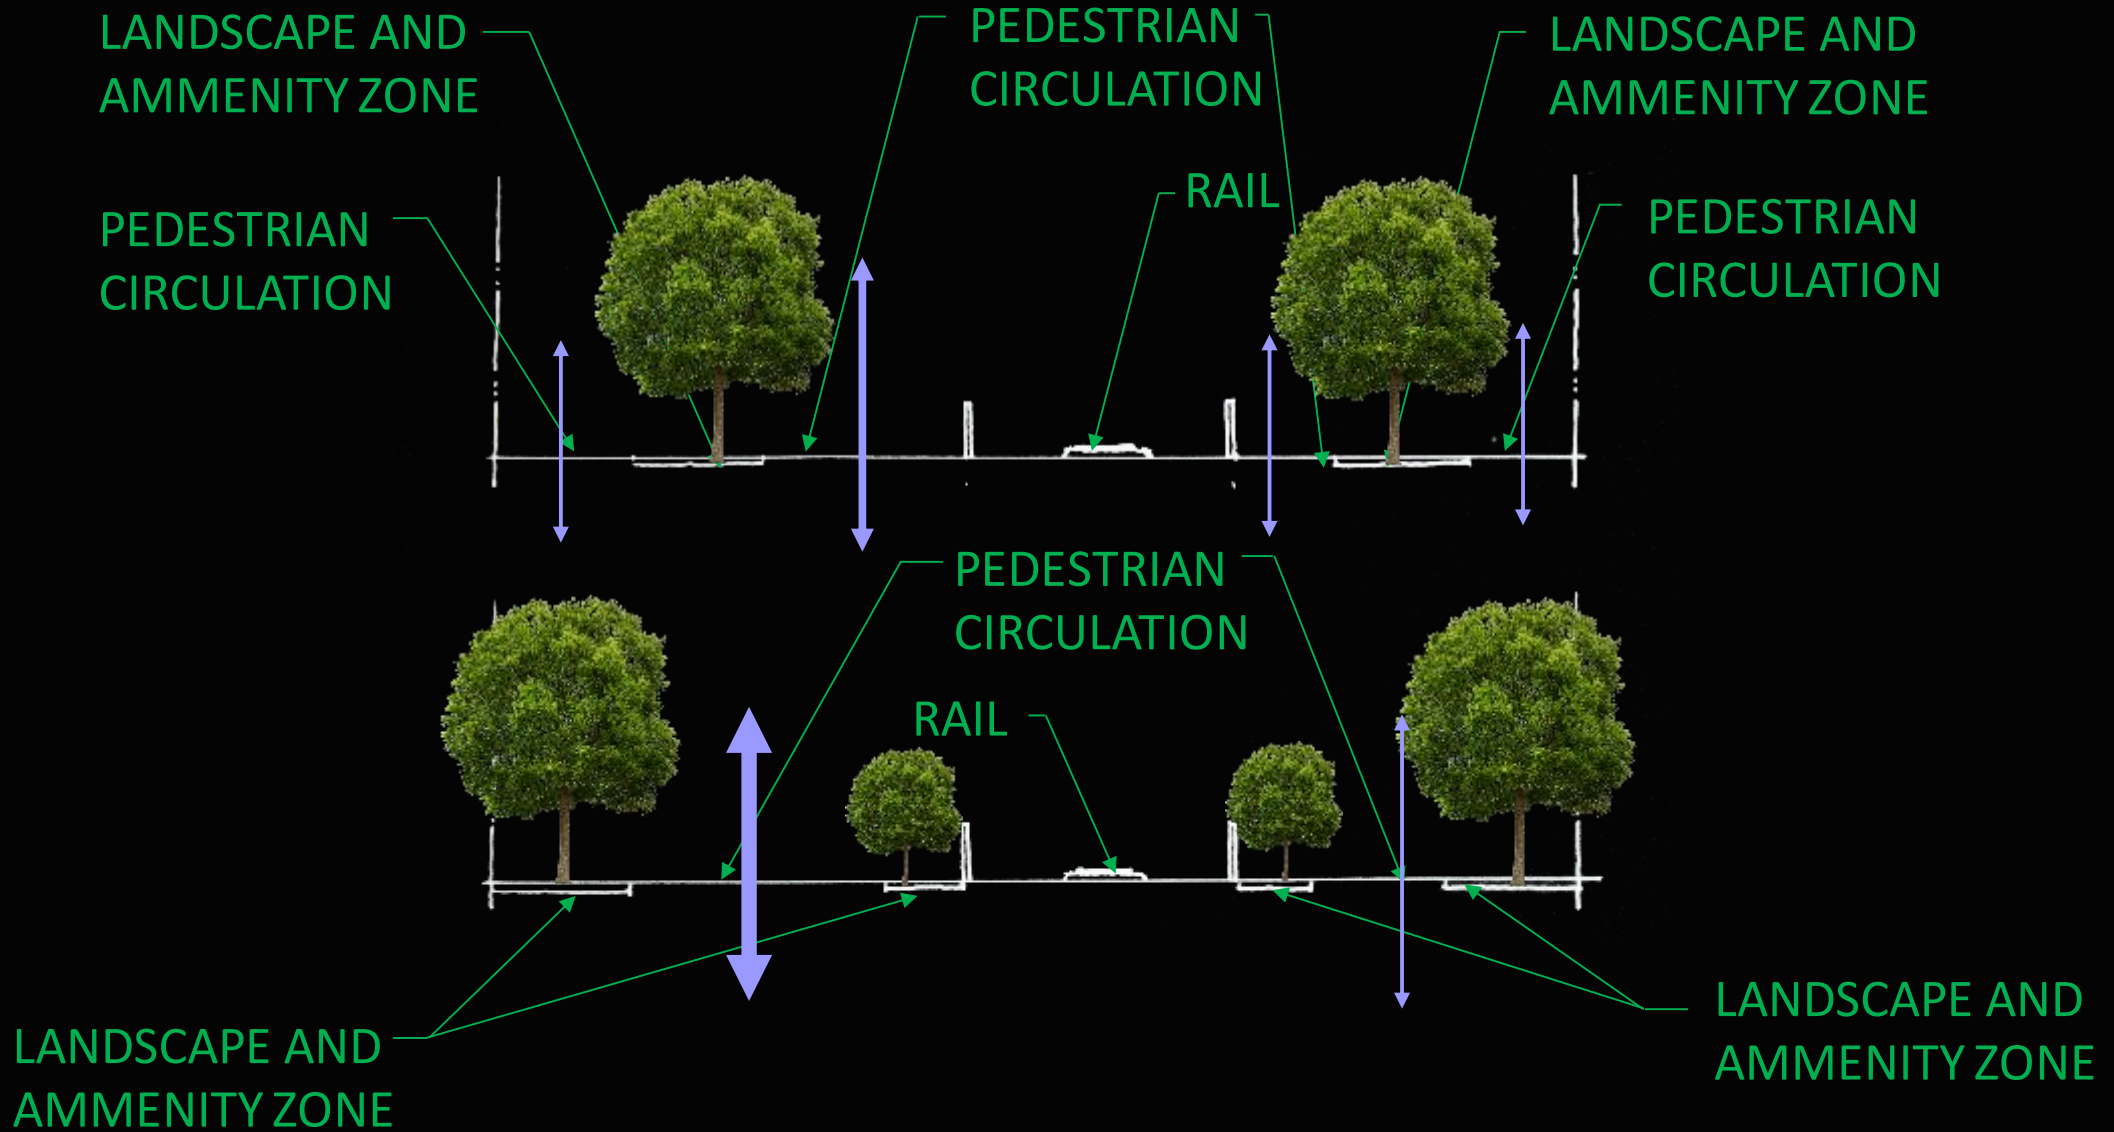 LANDSCAPE AND
AMMENITY ZONE
PEDESTRIAN
CIRCULATION
LANDSCAPE AND
AMMENITY ZONE
PEDESTRIAN
CIRCULATION
RAIL
PEDESTRIAN
CIRCULATION
PEDESTRIAN
CIRCULATION
RAIL
LANDSCAPE AND
AMMENITY ZONE
LANDSCAPE AND
AMMENITY ZONE